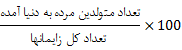 تعداد متولدین مرده به دنیا آمده
تعداد کل زایمانها
×100